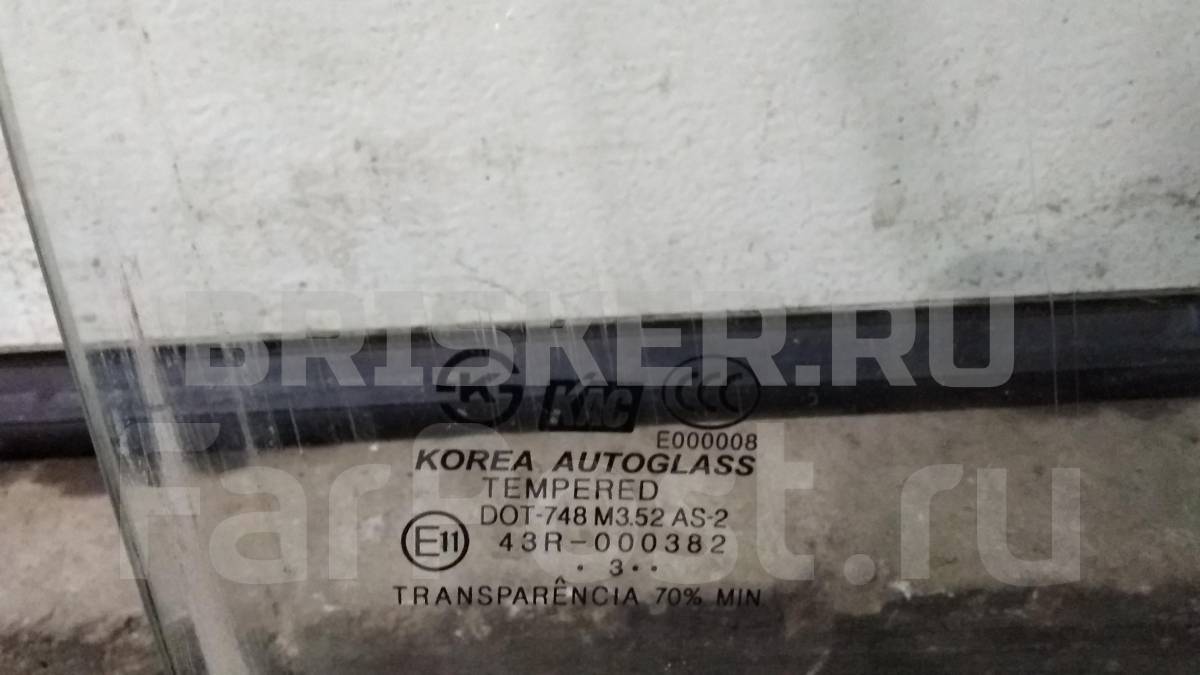 BRISKER.RU
K KAC CCC
E000008
KOREA AUTOGLASS
FarPost.ru
TEMPERED
DOT-748 M3.52 AS-2
E11 43R-000382
· 3 · ·
TRANSPARÊNCIA 70% MIN